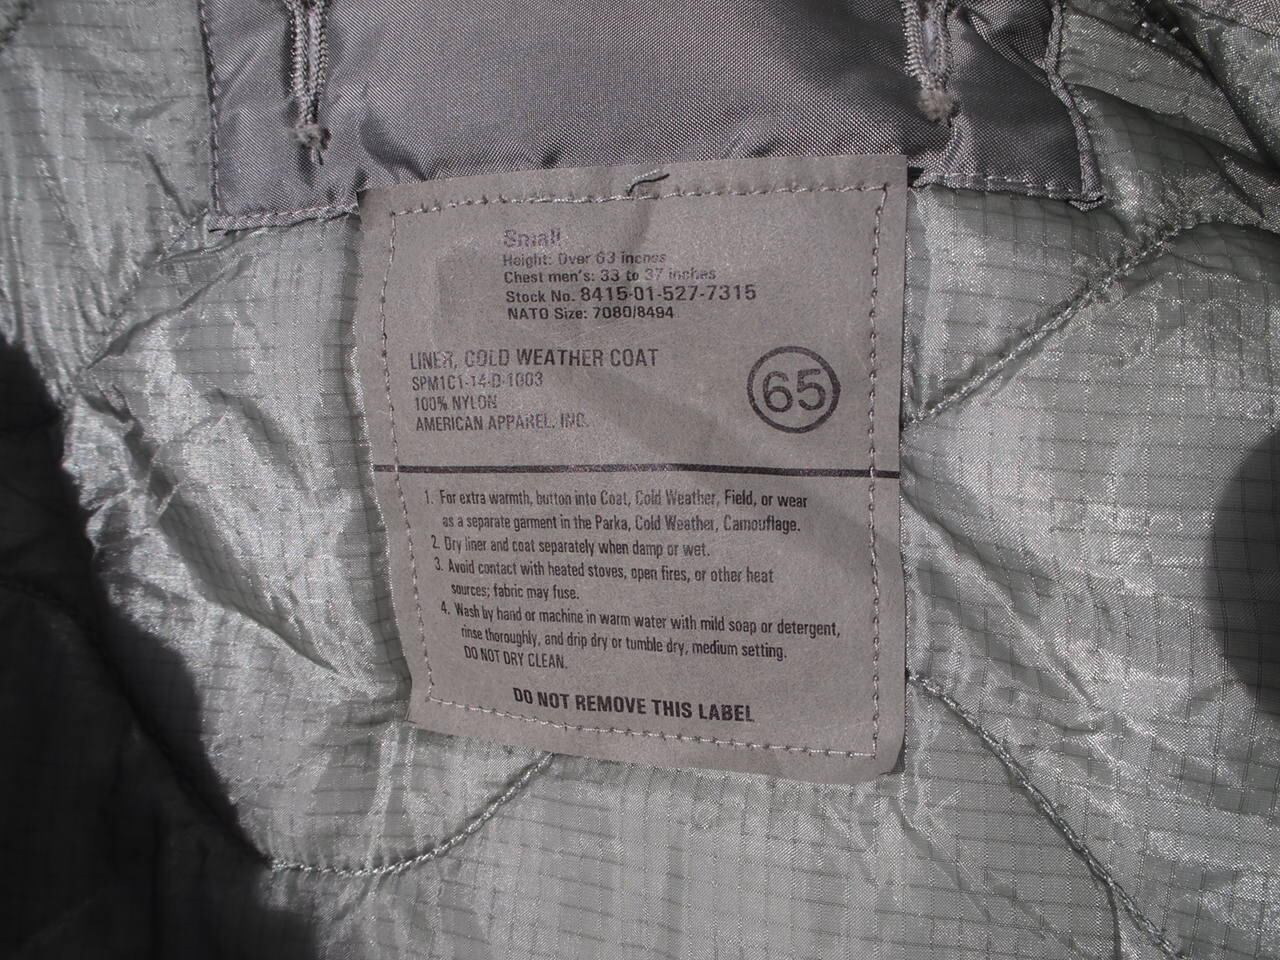 Small
Height: Over 63 inches
Chest men's: 33 to 37 inches
Stock No. 8415-01-527-7315
NATO Size: 7080/8494
LINER, COLD WEATHER COAT
SPM1C1-14-D-1003
100% NYLON
AMERICAN APPAREL, INC.
65
1. For extra warmth, button into Coat, Cold Weather, Field, or wear
as a separate garment in the Parka, Cold Weather, Camouflage.
2. Dry liner and coat separately when damp or wet.
3. Avoid contact with heated stoves, open fires, or other heat
sources; fabric may fuse.
4. Wash by hand or machine in warm water with mild soap or detergent,
rinse thoroughly, and drip dry or tumble dry, medium setting.
DO NOT DRY CLEAN.
DO NOT REMOVE THIS LABEL